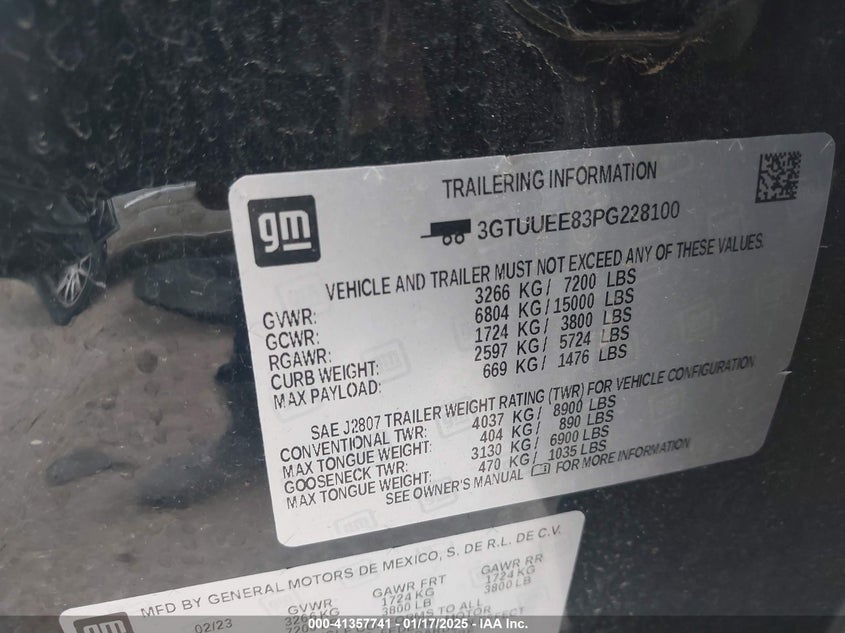 gm
TRAILERING INFORMATION
3GTUUEE83PG228100
VEHICLE AND TRAILER MUST NOT EXCEED ANY OF THESE VALUES.
GVWR: 3266 KG / 7200 LBS
GCWR: 6804 KG / 15000 LBS
RGAWR: 1724 KG / 3800 LBS
CURB WEIGHT: 2597 KG / 5724 LBS
MAX PAYLOAD: 669 KG / 1476 LBS
SAE J2807 TRAILER WEIGHT RATING (TWR) FOR VEHICLE CONFIGURATION
CONVENTIONAL TWR: 4037 KG / 8900 LBS
MAX TONGUE WEIGHT: 404 KG / 890 LBS
GOOSENECK TWR: 3130 KG / 6900 LBS
MAX TONGUE WEIGHT: 470 KG / 1035 LBS
SEE OWNER'S MANUAL FOR MORE INFORMATION
gm
MFD BY GENERAL MOTORS DE MEXICO, S. DE R.L. DE C.V.
02/23 GVWR GAWR FRT GAWR RR
3266 KG 1724 KG 1724 KG
3800 LB 3800 LB
000-41357741 - 01/17/2025 - IAA Inc.